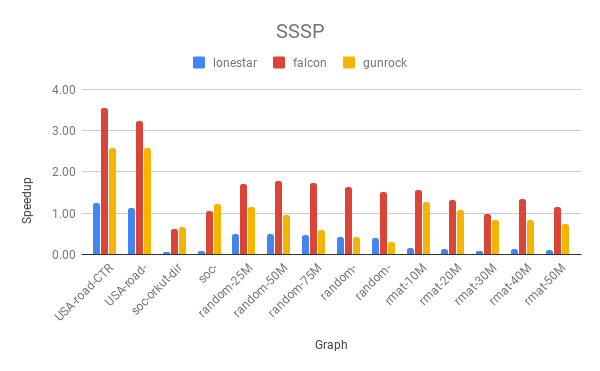 SSSP
lonestar falcon gunrock
4.00
3.00
2.00
1.00
0.00
Speedup
USA-road-CTR
USA-road-
soc-orkut-dir
soc-
random-25M
random-50M
random-75M
random-
random-
rmat-10M
rmat-20M
rmat-30M
rmat-40M
rmat-50M
Graph